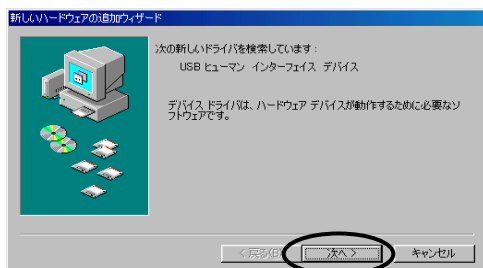 新しいハードウェアの追加ウィザード
次の新しいドライバを検索しています：
USB ヒューマン インターフェイス デバイス
デバイス ドライバは、ハードウェア デバイスが動作するために必要なソ
フトウェアです。
< 戻る(B)
次へ >
キャンセル